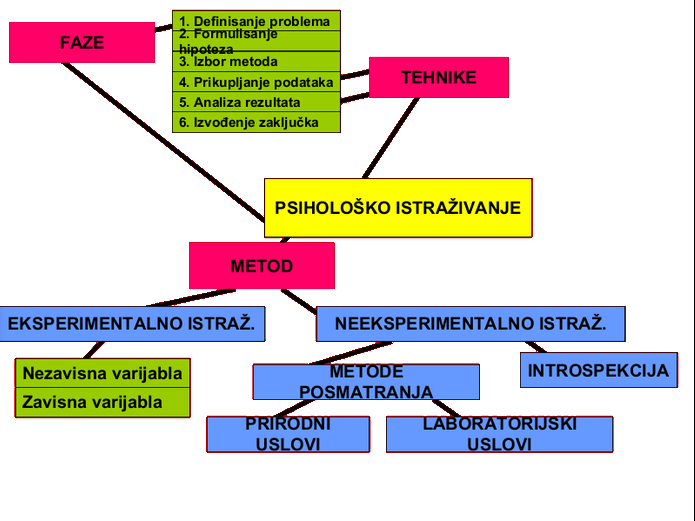 FAZE
1. Definisanje problema
2. Formulisanje
hipoteza
3. Izbor metoda
4. Prikupljanje podataka
5. Analiza rezultata
6. Izvođenje zaključka
TEHNIKE
PSIHOLOŠKO ISTRAŽIVANJE
METOD
EKSPERIMENTALNO ISTRAŽ.
NEEKSPERIMENTALNO ISTRAŽ.
Nezavisna varijabla
Zavisna varijabla
METODE
POSMATRANJA
INTROSPEKCIJA
PRIRODNI
USLOVI
LABORATORIJSKI
USLOVI